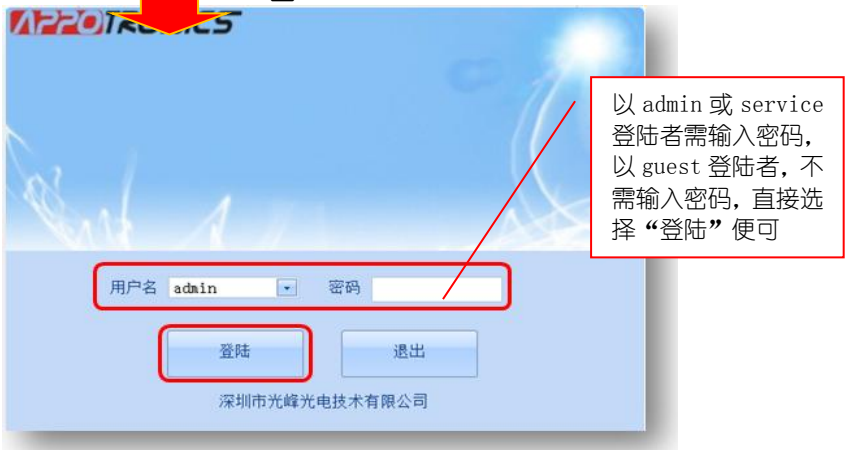 APPOTRONICS
以 admin 或 service
登陆者需输入密码，
以 guest 登陆者，不
需输入密码，直接选
择“登陆”便可
用户名 admin 密码
登陆 退出
深圳市光峰光电技术有限公司